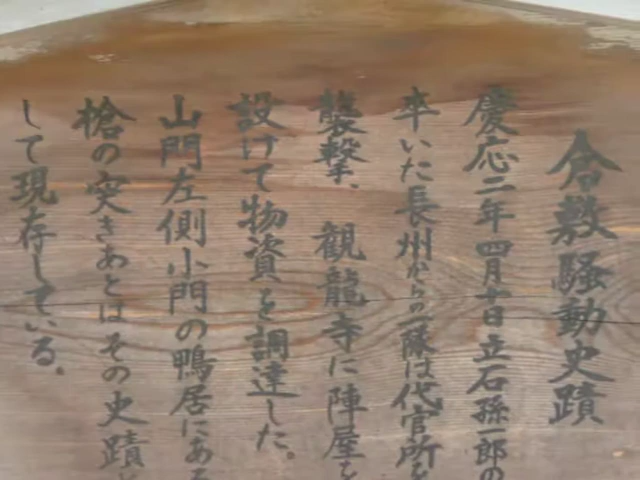 倉敷騒動史蹟
慶応二年四月十日立石孫一郎の
率いた長州からの一隊は代官所を
襲撃、観龍寺に陣屋を
設けて物資を調達した。
山門左側小門の鴨居にある
槍の突きあとはその史蹟と
して現存している。